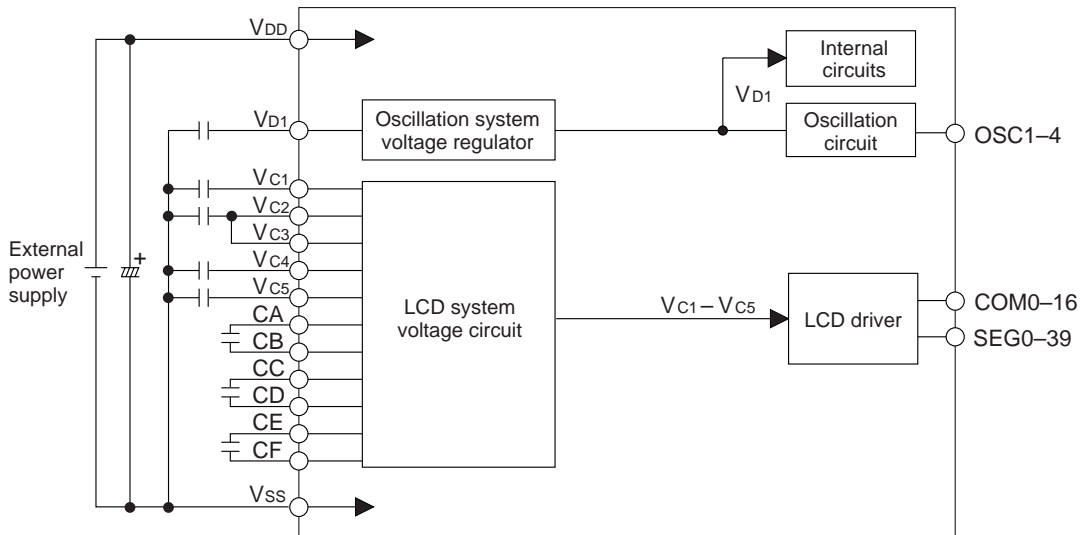 VDD
Internal
circuits
VD1
VD1
Oscillation system
voltage regulator
Oscillation
circuit
OSC1–4
VC1
VC2
VC3
VC4
VC5
CA
CB
CC
CD
CE
CF
External
power
supply
+
LCD system
voltage circuit
VC1 – VC5
LCD driver
COM0–16
SEG0–39
VSS